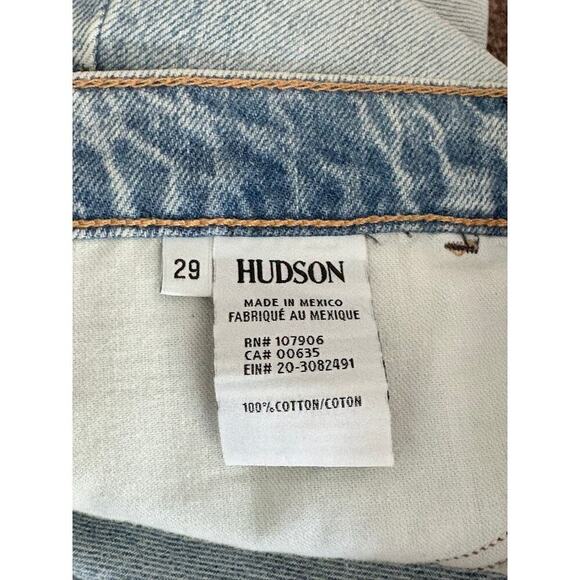 29
HUDSON
MADE IN MEXICO
FABRIQUÉ AU MEXIQUE
RN# 107906
CA# 00635
EIN# 20-3082491
100% COTTON/COTON